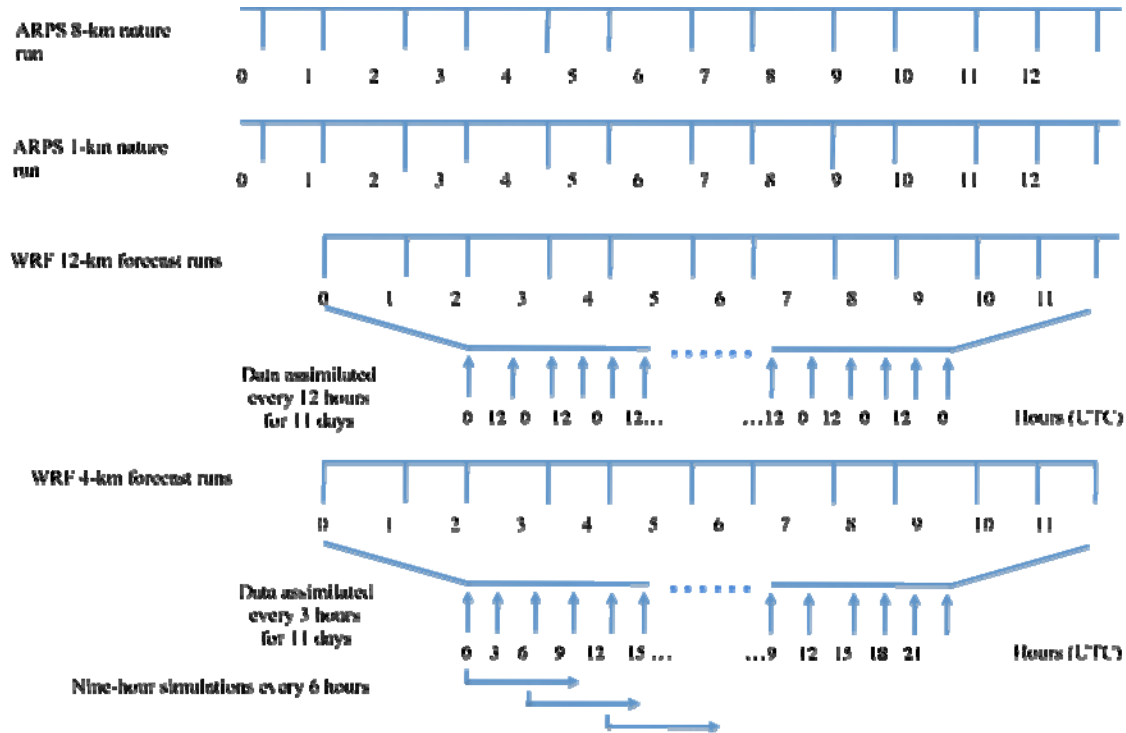 ARPS 8-km nature
run
0 1 2 3 4 5 6 7 8 9 10 11 12
ARPS 1-km nature
run
0 1 2 3 4 5 6 7 8 9 10 11 12
WRF 12-km forecast runs
0 1 2 3 4 5 6 7 8 9 10 11
Data assimilated
every 12 hours
for 11 days
0 12 0 12 0 12... ...12 0 12 0 12 0 Hours (UTC)
WRF 4-km forecast runs
0 1 2 3 4 5 6 7 8 9 10 11
Data assimilated
every 3 hours
for 11 days
0 3 6 9 12 15 ... ...9 12 15 18 21 Hours (UTC)
Nine-hour simulations every 6 hours